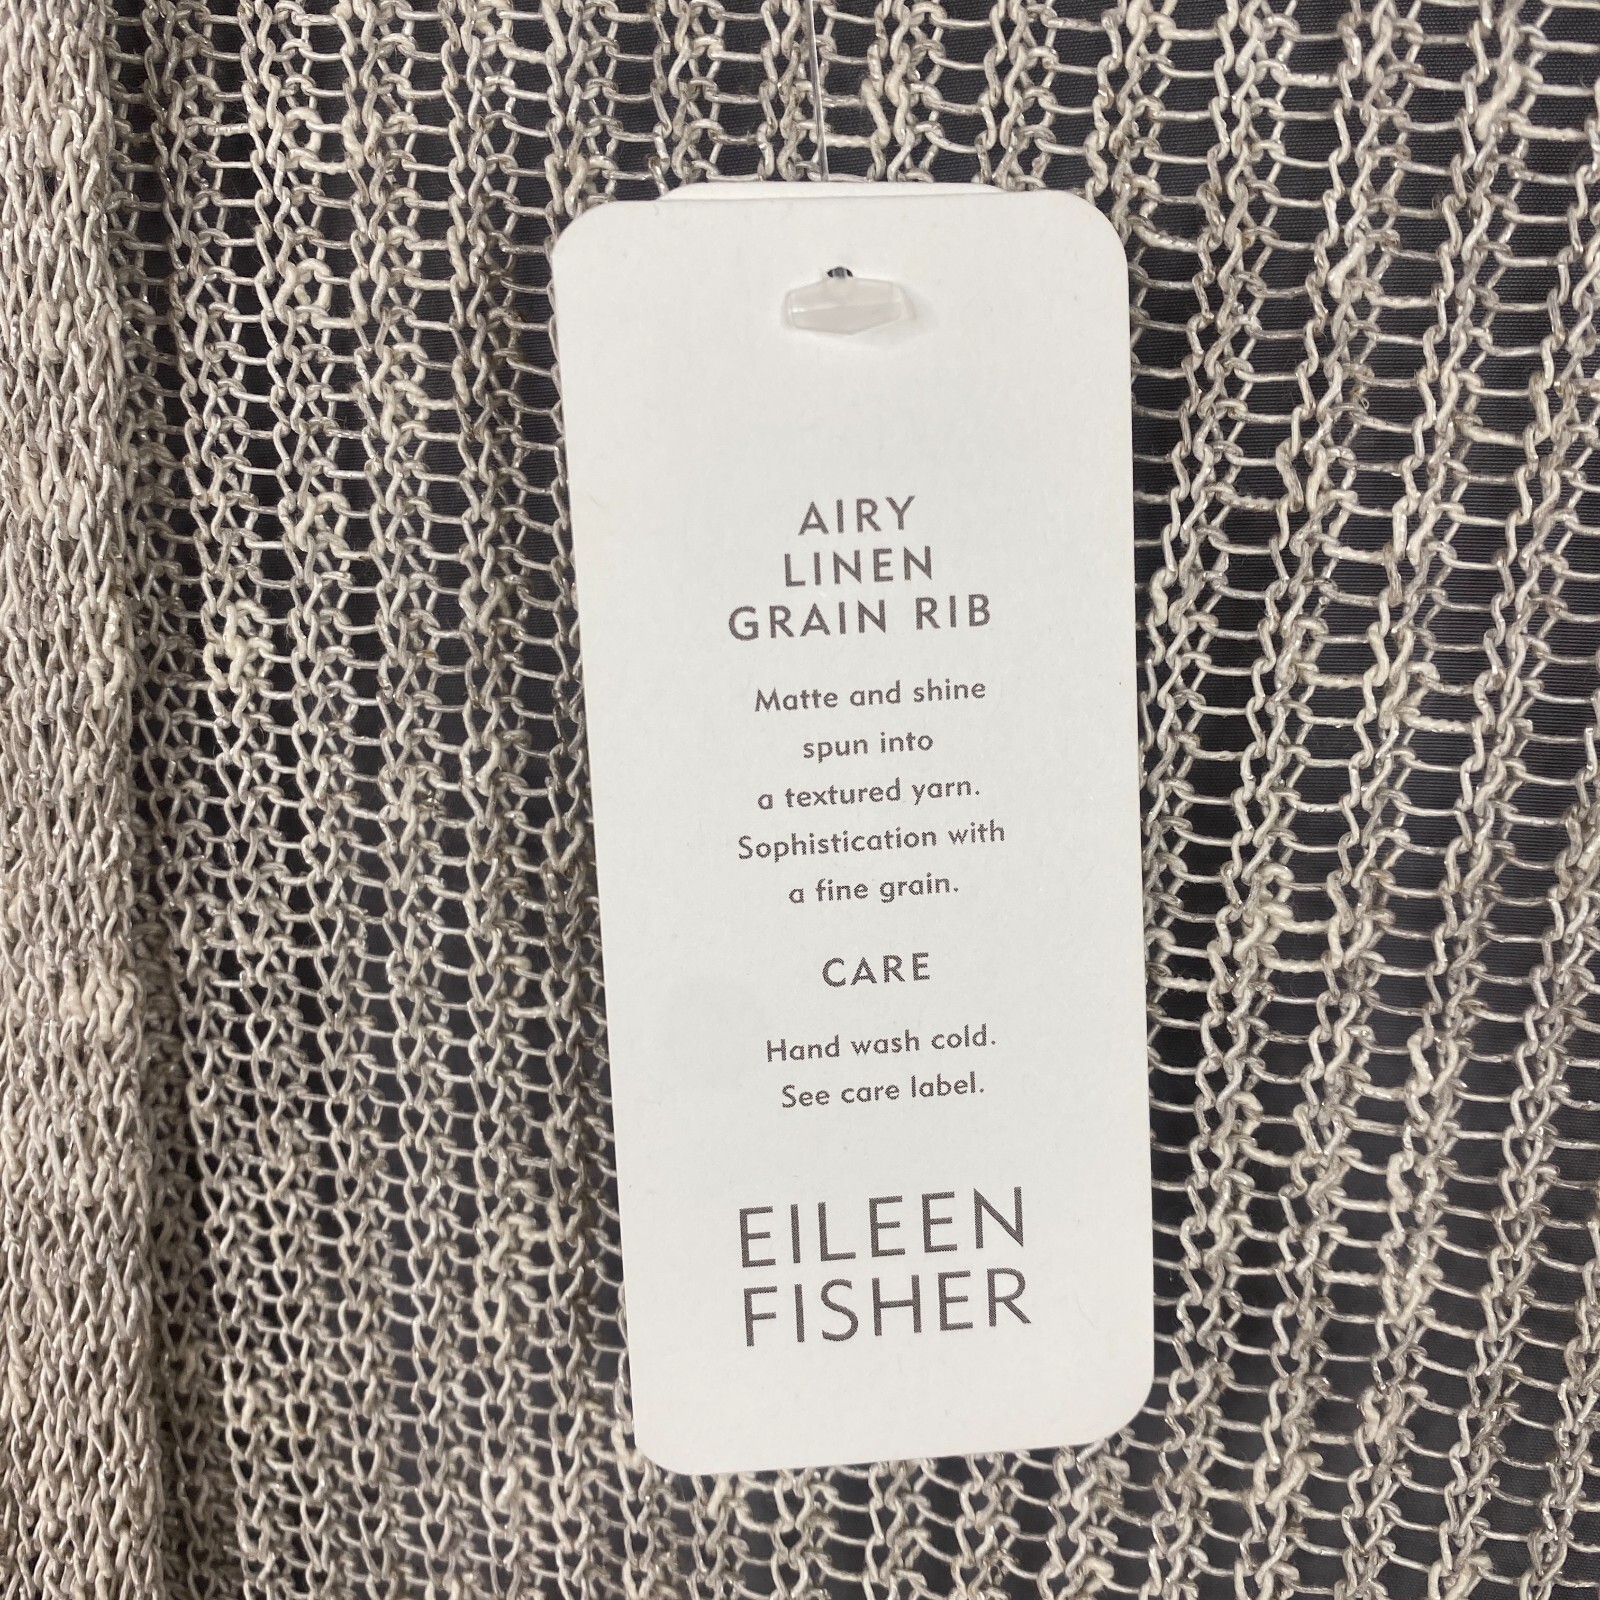 AIRY
LINEN
GRAIN RIB
Matte and shine
spun into
a textured yarn.
Sophistication with
a fine grain.
CARE
Hand wash cold.
See care label.
EILEEN
FISHER